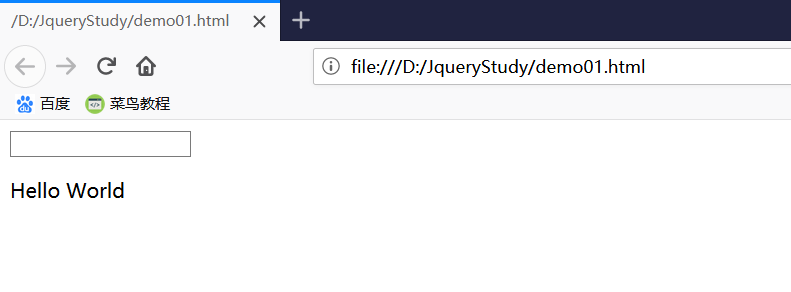 /D:/JqueryStudy/demo01.html
file:///D:/JqueryStudy/demo01.html
百度 菜鸟教程
Hello World